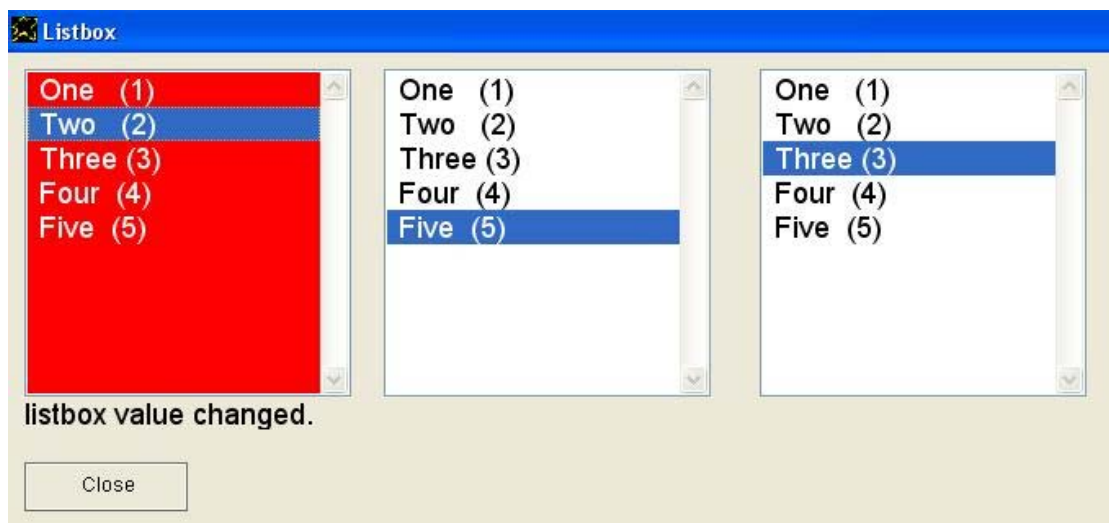 Listbox
One (1)
Two (2)
Three (3)
Four (4)
Five (5)
One (1)
Two (2)
Three (3)
Four (4)
Five (5)
One (1)
Two (2)
Three (3)
Four (4)
Five (5)
listbox value changed.
Close